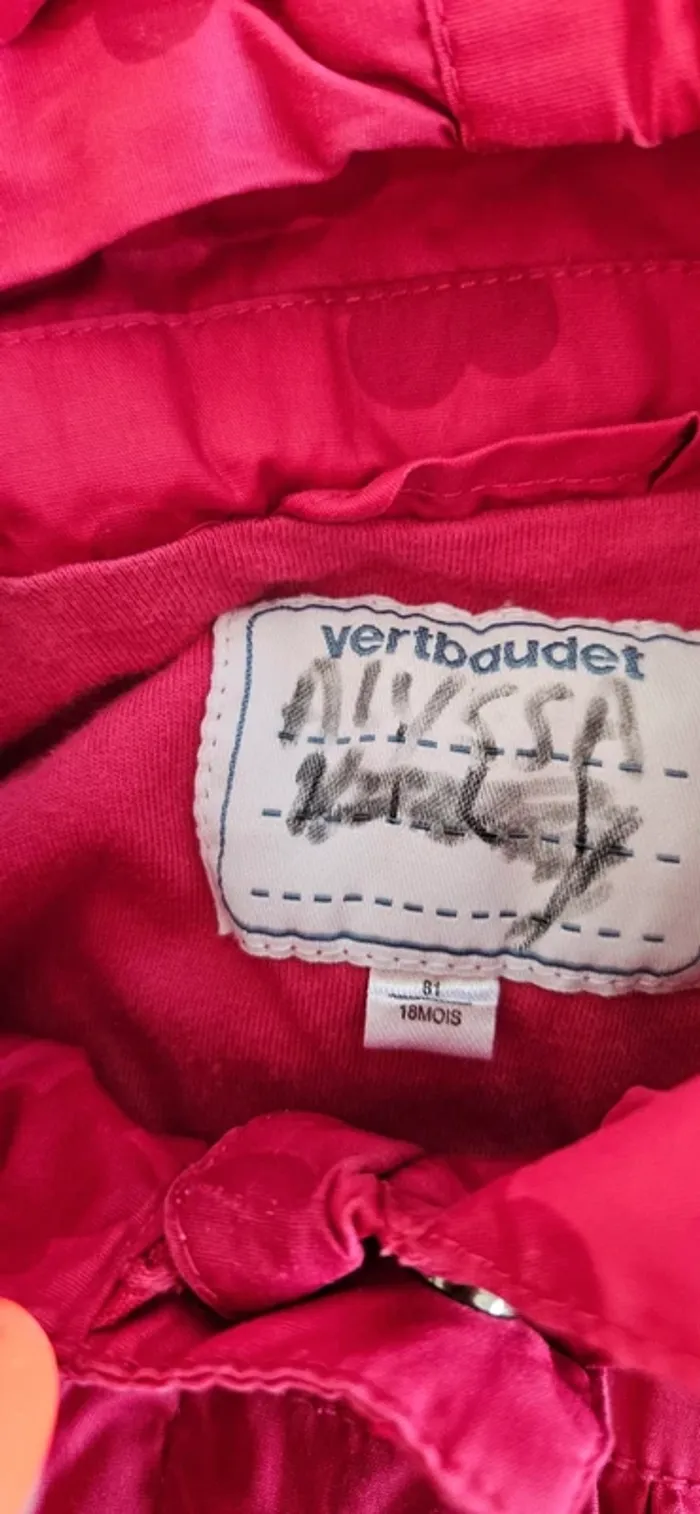 vertbaudet
ALYSSA
81
18MOIS